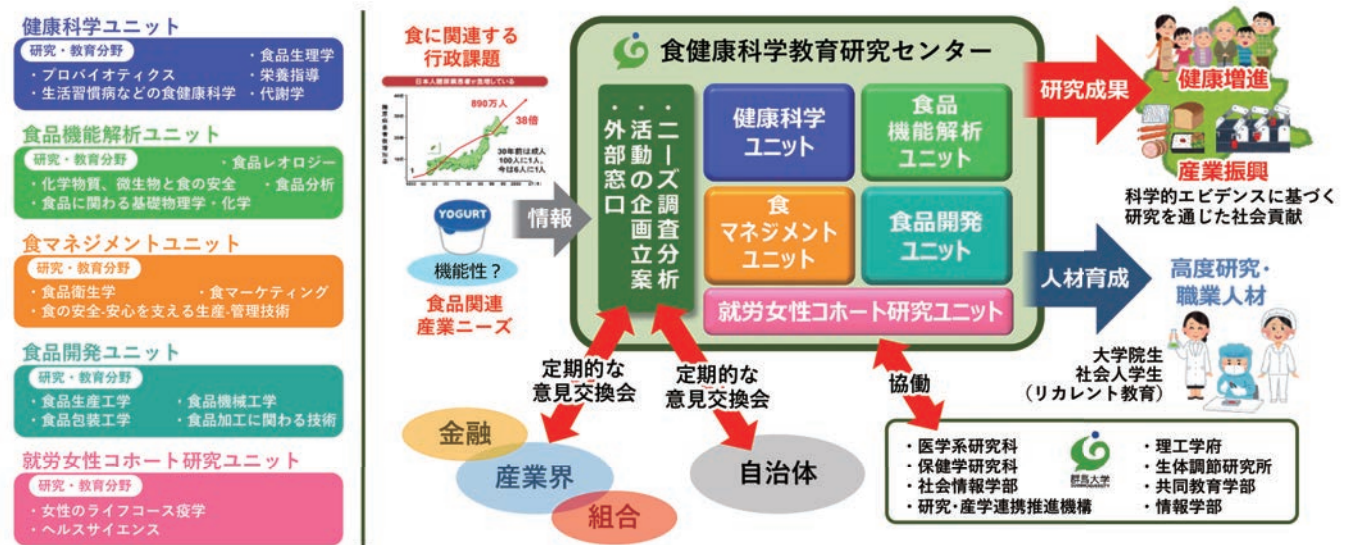 健康科学ユニット
研究・教育分野
・食品生理学
・プロバイオティクス
・栄養指導
・生活習慣病などの食健康科学
・代謝学
食品機能解析ユニット
研究・教育分野
・食品レオロジー
・化学物質、微生物と食の安全
・食品分析
・食品に関わる基礎物理学・化学
食マネジメントユニット
研究・教育分野
・食品衛生学
・食マーケティング
・食の安全-安心を支える生産-管理技術
食品開発ユニット
研究・教育分野
・食品生産工学
・食品機械工学
・食品包装工学
・食品加工に関わる技術
就労女性コホート研究ユニット
研究・教育分野
・女性のライフコース疫学
・ヘルスサイエンス
食に関連する
行政課題
890万人
38倍
30年前は成人
100人に1人、
今は6人に1人
YOGURT
機能性?
食品関連
産業ニーズ
情報
食健康科学教育研究センター
・ニーズ調査分析
・活動の企画立案
・外部窓口
健康科学
ユニット
食品
機能解析
ユニット
食
マネジメント
ユニット
食品開発
ユニット
就労女性コホート研究ユニット
研究成果
健康増進
産業振興
科学的エビデンスに基づく
研究を通じた社会貢献
人材育成
高度研究・
職業人材
大学院生
社会人学生
(リカレント教育)
定期的な
意見交換会
定期的な
意見交換会
協働
金融
産業界
組合
自治体
・医学系研究科
・保健学研究科
・社会情報学部
・研究・産学連携推進機構
群馬大学
・理工学府
・生体調節研究所
・共同教育学部
・情報学部